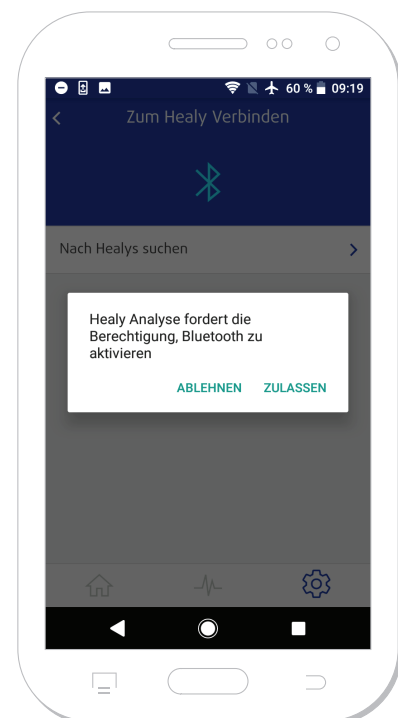 60 % 09:19
Zum Healy Verbinden
Nach Healys suchen
Healy Analyse fordert die
Berechtigung, Bluetooth zu
aktivieren
ABLEHNEN ZULASSEN